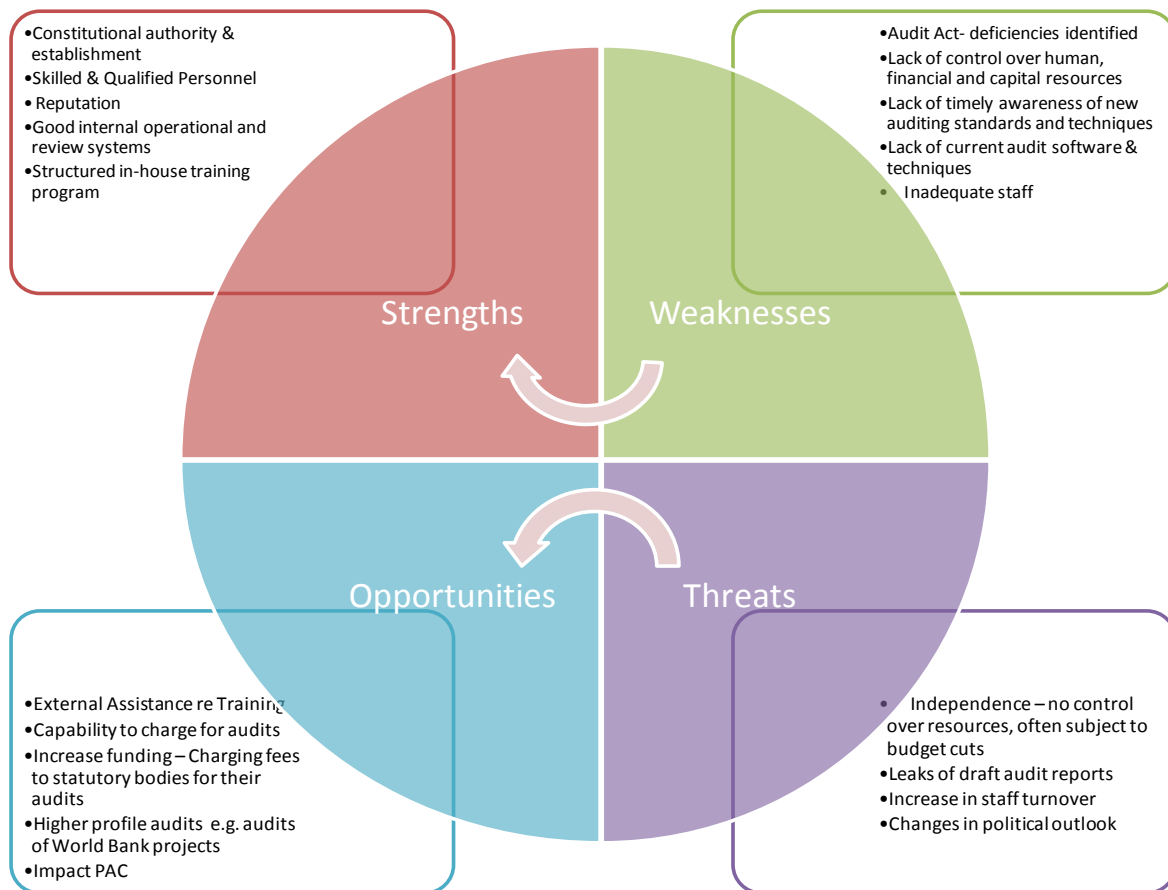 •Constitutional authority &
establishment
•Skilled & Qualified Personnel
• Reputation
•Good internal operational and
review systems
•Structured in-house training
program
•Audit Act- deficiencies identified
•Lack of control over human,
financial and capital resources
•Lack of timely awareness of new
auditing standards and techniques
•Lack of current audit software &
techniques
• Inadequate staff
Strengths
Weaknesses
Opportunities
Threats
•External Assistance re Training
•Capability to charge for audits
•Increase funding – Charging fees
to statutory bodies for their
audits
•Higher profile audits e.g. audits
of World Bank projects
•Impact PAC
• Independence – no control
over resources, often subject to
budget cuts
•Leaks of draft audit reports
•Increase in staff turnover
•Changes in political outlook